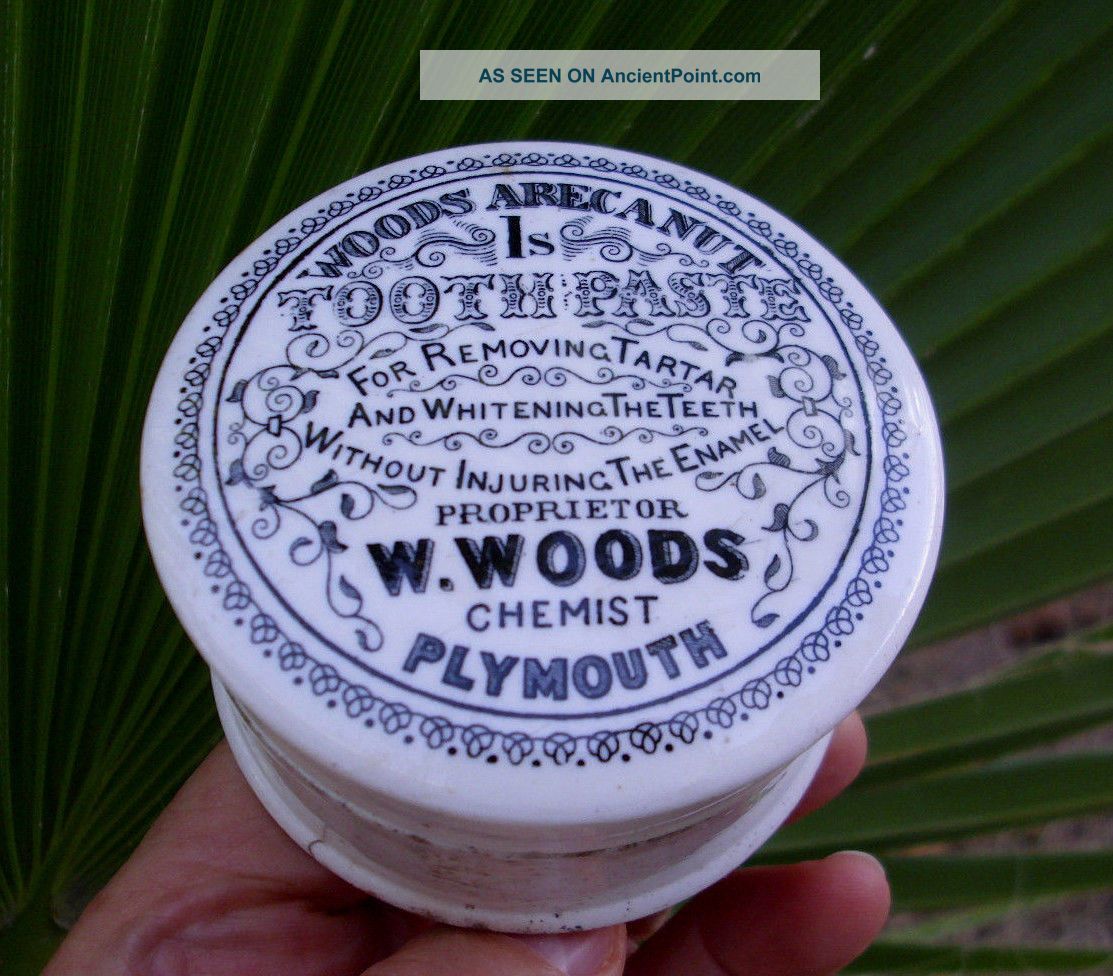 AS SEEN ON AncientPoint.com
WOODS ARECANUT
Is
TOOTH PASTE
FOR REMOVING TARTAR
AND WHITENING THE TEETH
WITHOUT INJURING THE ENAMEL
PROPRIETOR
W. WOODS
CHEMIST
PLYMOUTH